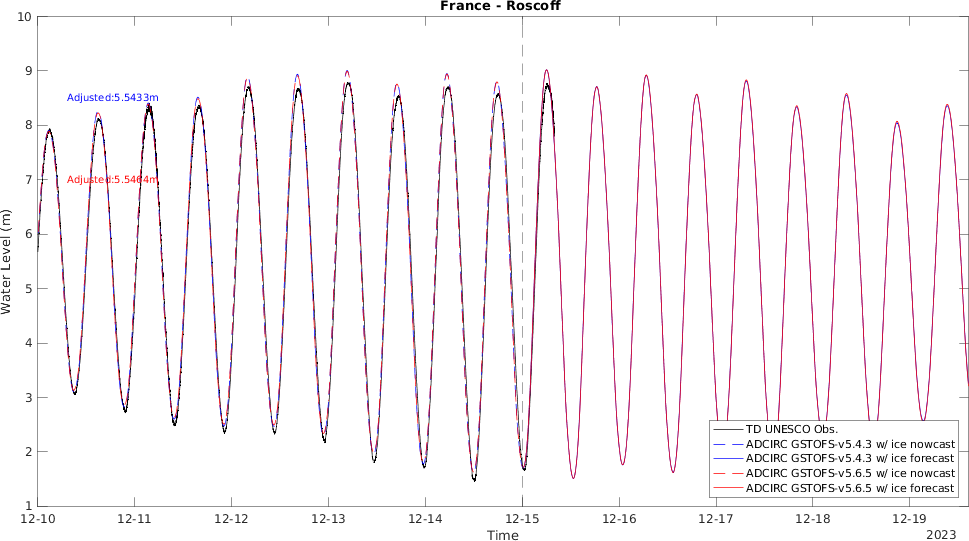 France - Roscoff
10
9
8
7
6
5
4
3
2
1
Water Level (m)
Adjusted:5.5433m
Adjusted:5.5464m
TD UNESCO Obs.
ADCIRC GSTOFS-v5.4.3 w/ ice nowcast
ADCIRC GSTOFS-v5.4.3 w/ ice forecast
ADCIRC GSTOFS-v5.6.5 w/ ice nowcast
ADCIRC GSTOFS-v5.6.5 w/ ice forecast
12-10 12-11 12-12 12-13 12-14 12-15 12-16 12-17 12-18 12-19
Time
2023